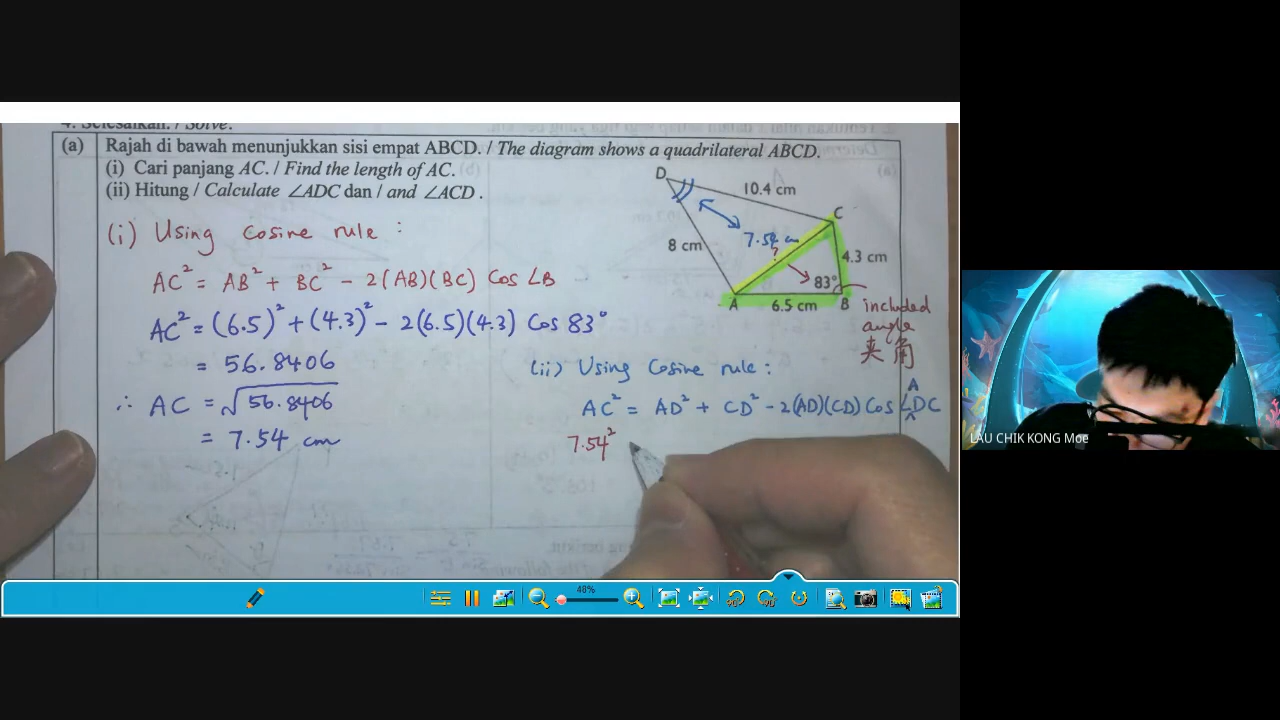 4. Selesaikan. / Solve.
(a) Rajah di bawah menunjukkan sisi empat ABCD. / The diagram shows a quadrilateral ABCD.
(i) Cari panjang AC. / Find the length of AC.
(ii) Hitung / Calculate ∠ADC dan / and ∠ACD.
D
10.4 cm
C
8 cm
7.54 cm
?
4.3 cm
83°
A
6.5 cm
B
included
angle
夹角
(i) Using cosine rule :
AC² = AB² + BC² - 2(AB)(BC) Cos ∠B
AC² = (6.5)² + (4.3)² - 2(6.5)(4.3) Cos 83°
= 56.8406
∴ AC = √56.8406
= 7.54 cm
(ii) Using Cosine rule :
AC² = AD² + CD² - 2(AD)(CD) Cos ∠DC
A
7.54²
48%
LAU CHIK KONG Moe